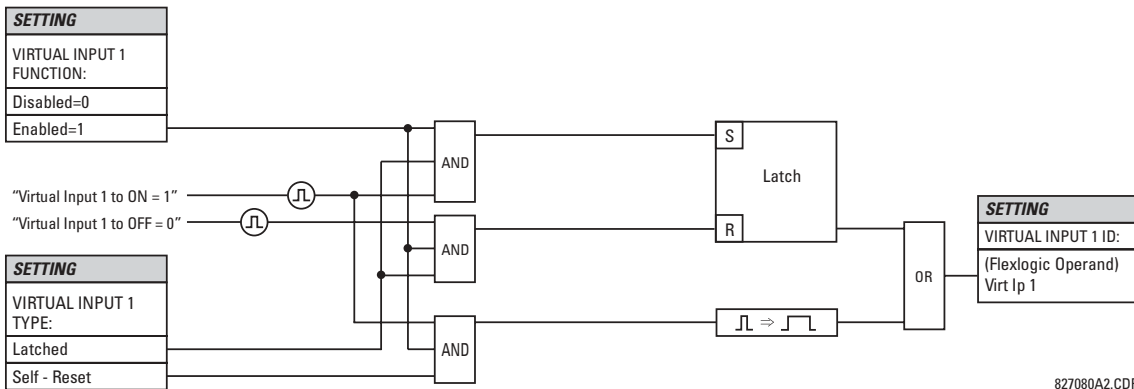 SETTING
VIRTUAL INPUT 1
FUNCTION:
Disabled=0
Enabled=1
"Virtual Input 1 to ON = 1"
"Virtual Input 1 to OFF = 0"
SETTING
VIRTUAL INPUT 1
TYPE:
Latched
Self - Reset
AND
AND
AND
S
Latch
R
OR
SETTING
VIRTUAL INPUT 1 ID:
(Flexlogic Operand)
Virt Ip 1